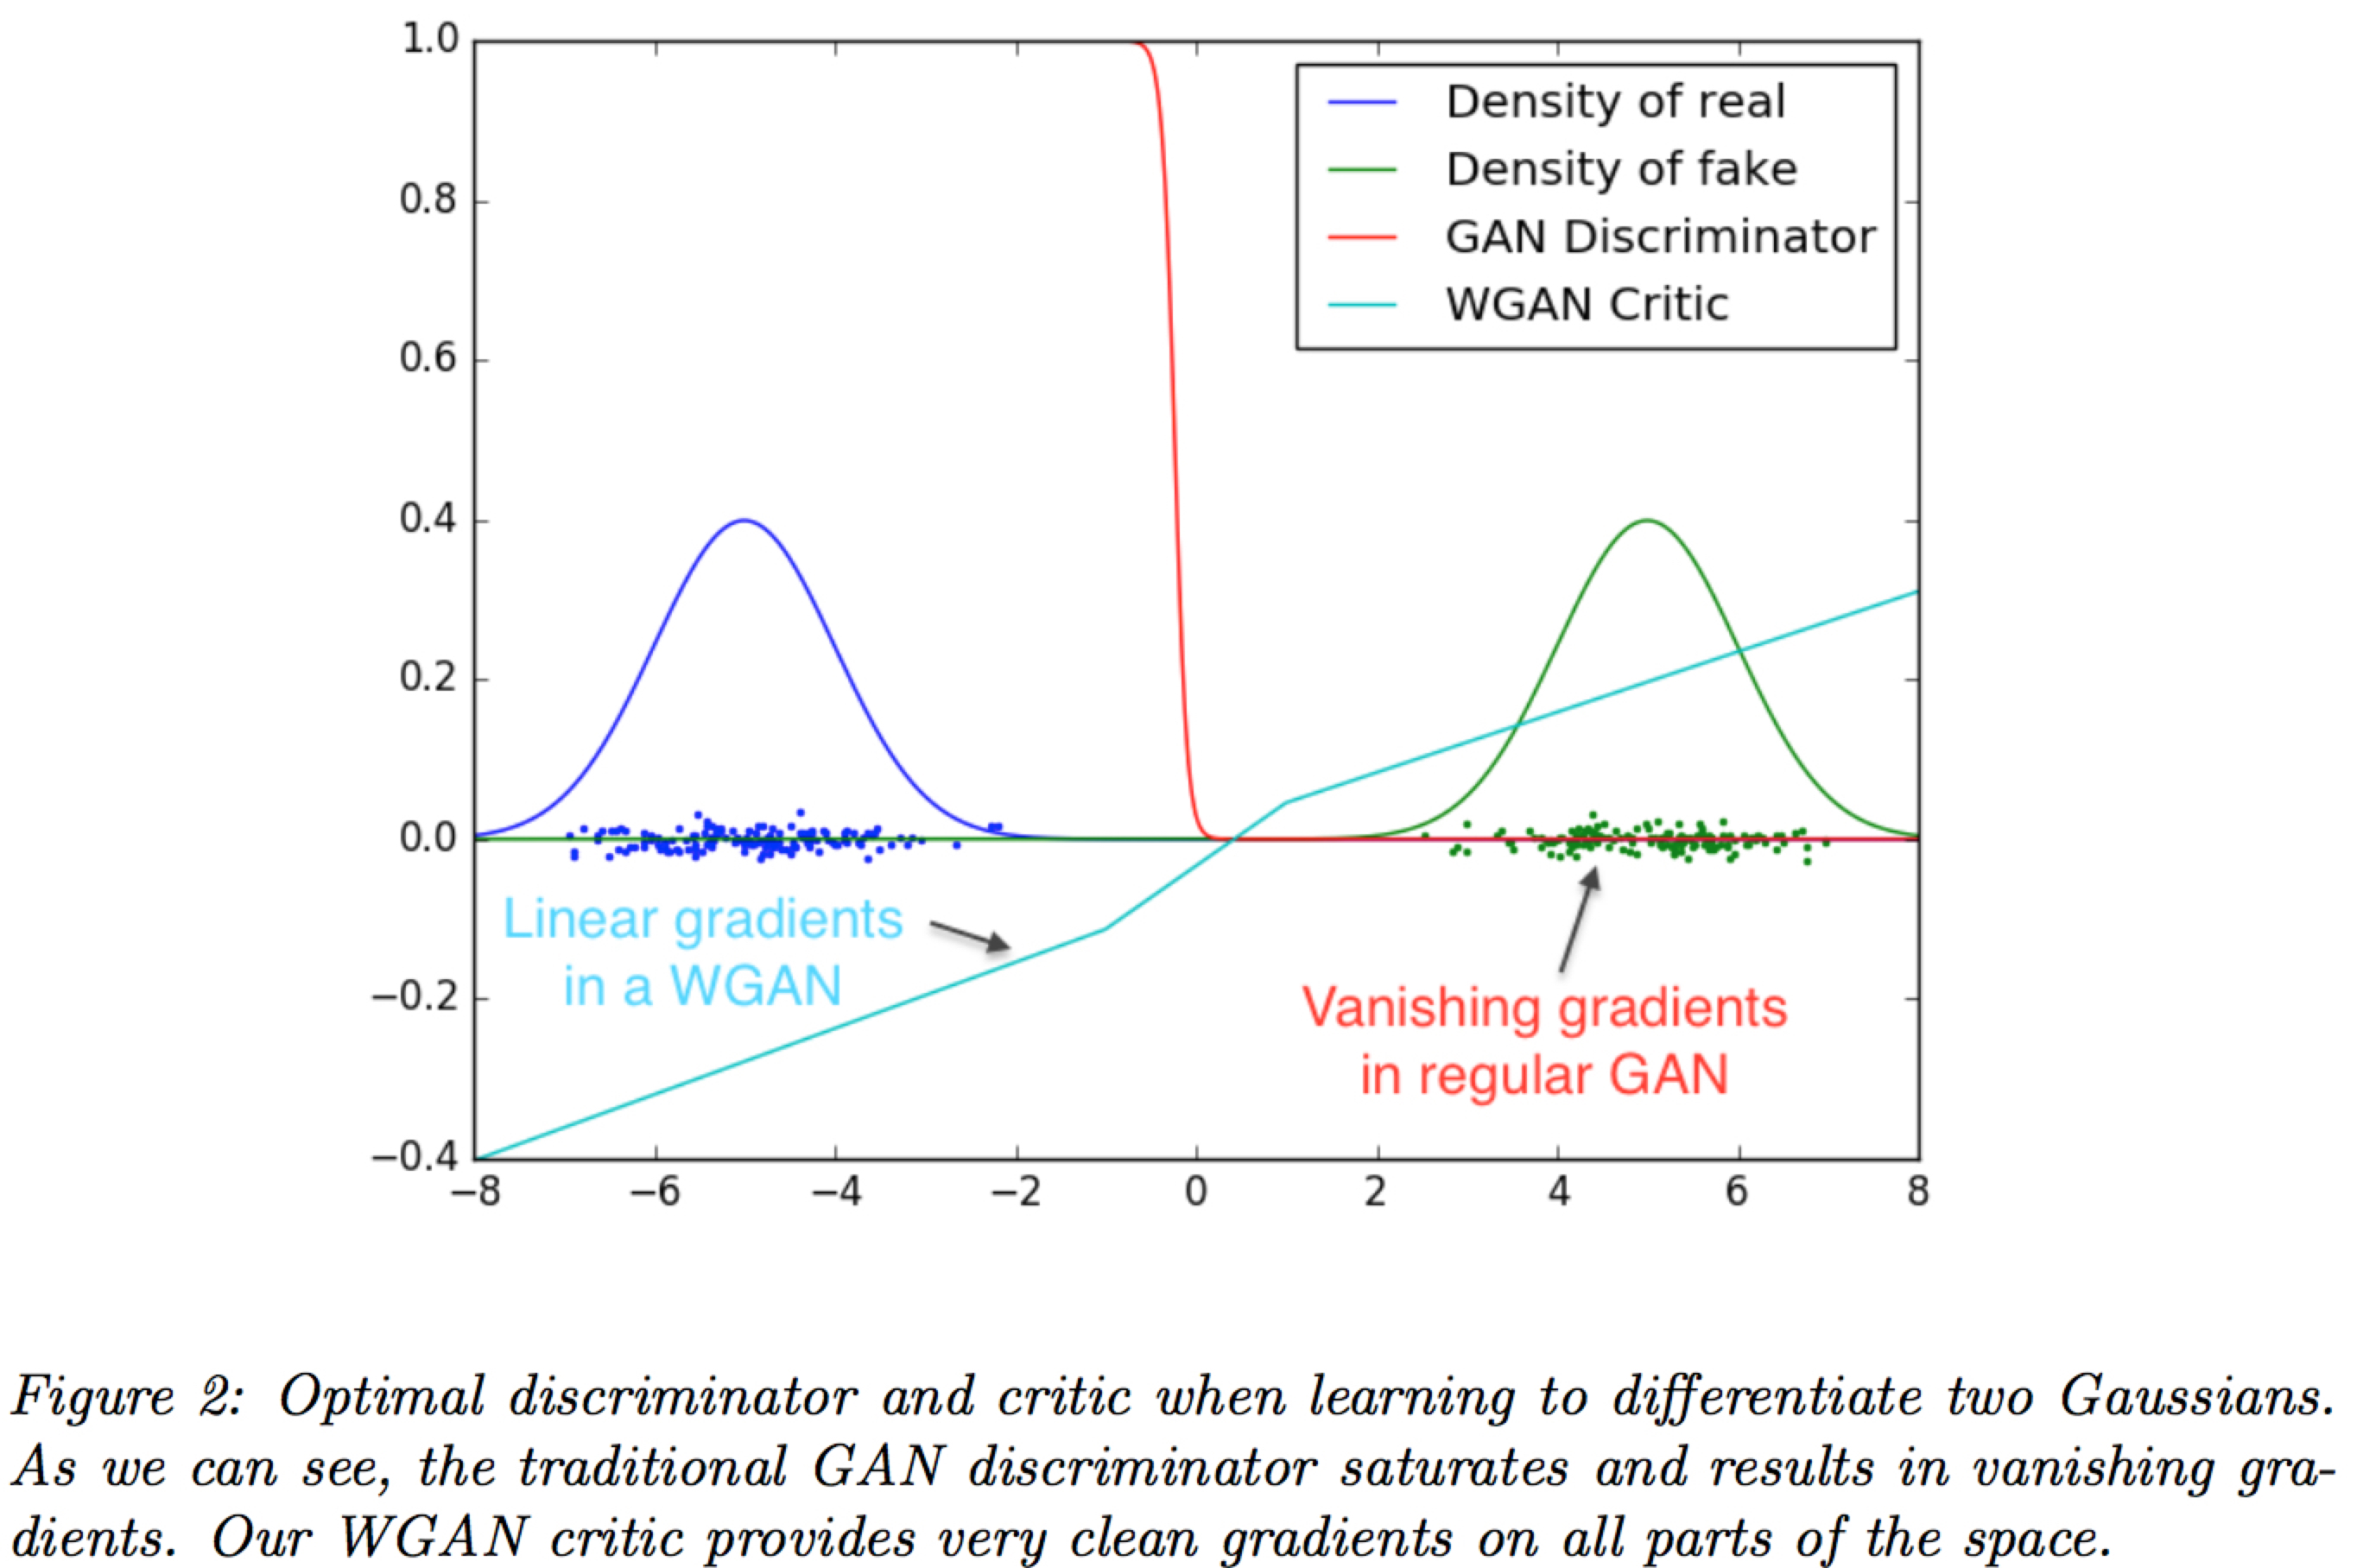 1.0
0.8
0.6
0.4
0.2
0.0
−0.2
−0.4
−8 −6 −4 −2 0 2 4 6 8
Density of real
Density of fake
GAN Discriminator
WGAN Critic
Linear gradients
in a WGAN
Vanishing gradients
in regular GAN
Figure 2: Optimal discriminator and critic when learning to differentiate two Gaussians.
As we can see, the traditional GAN discriminator saturates and results in vanishing gra-
dients. Our WGAN critic provides very clean gradients on all parts of the space.